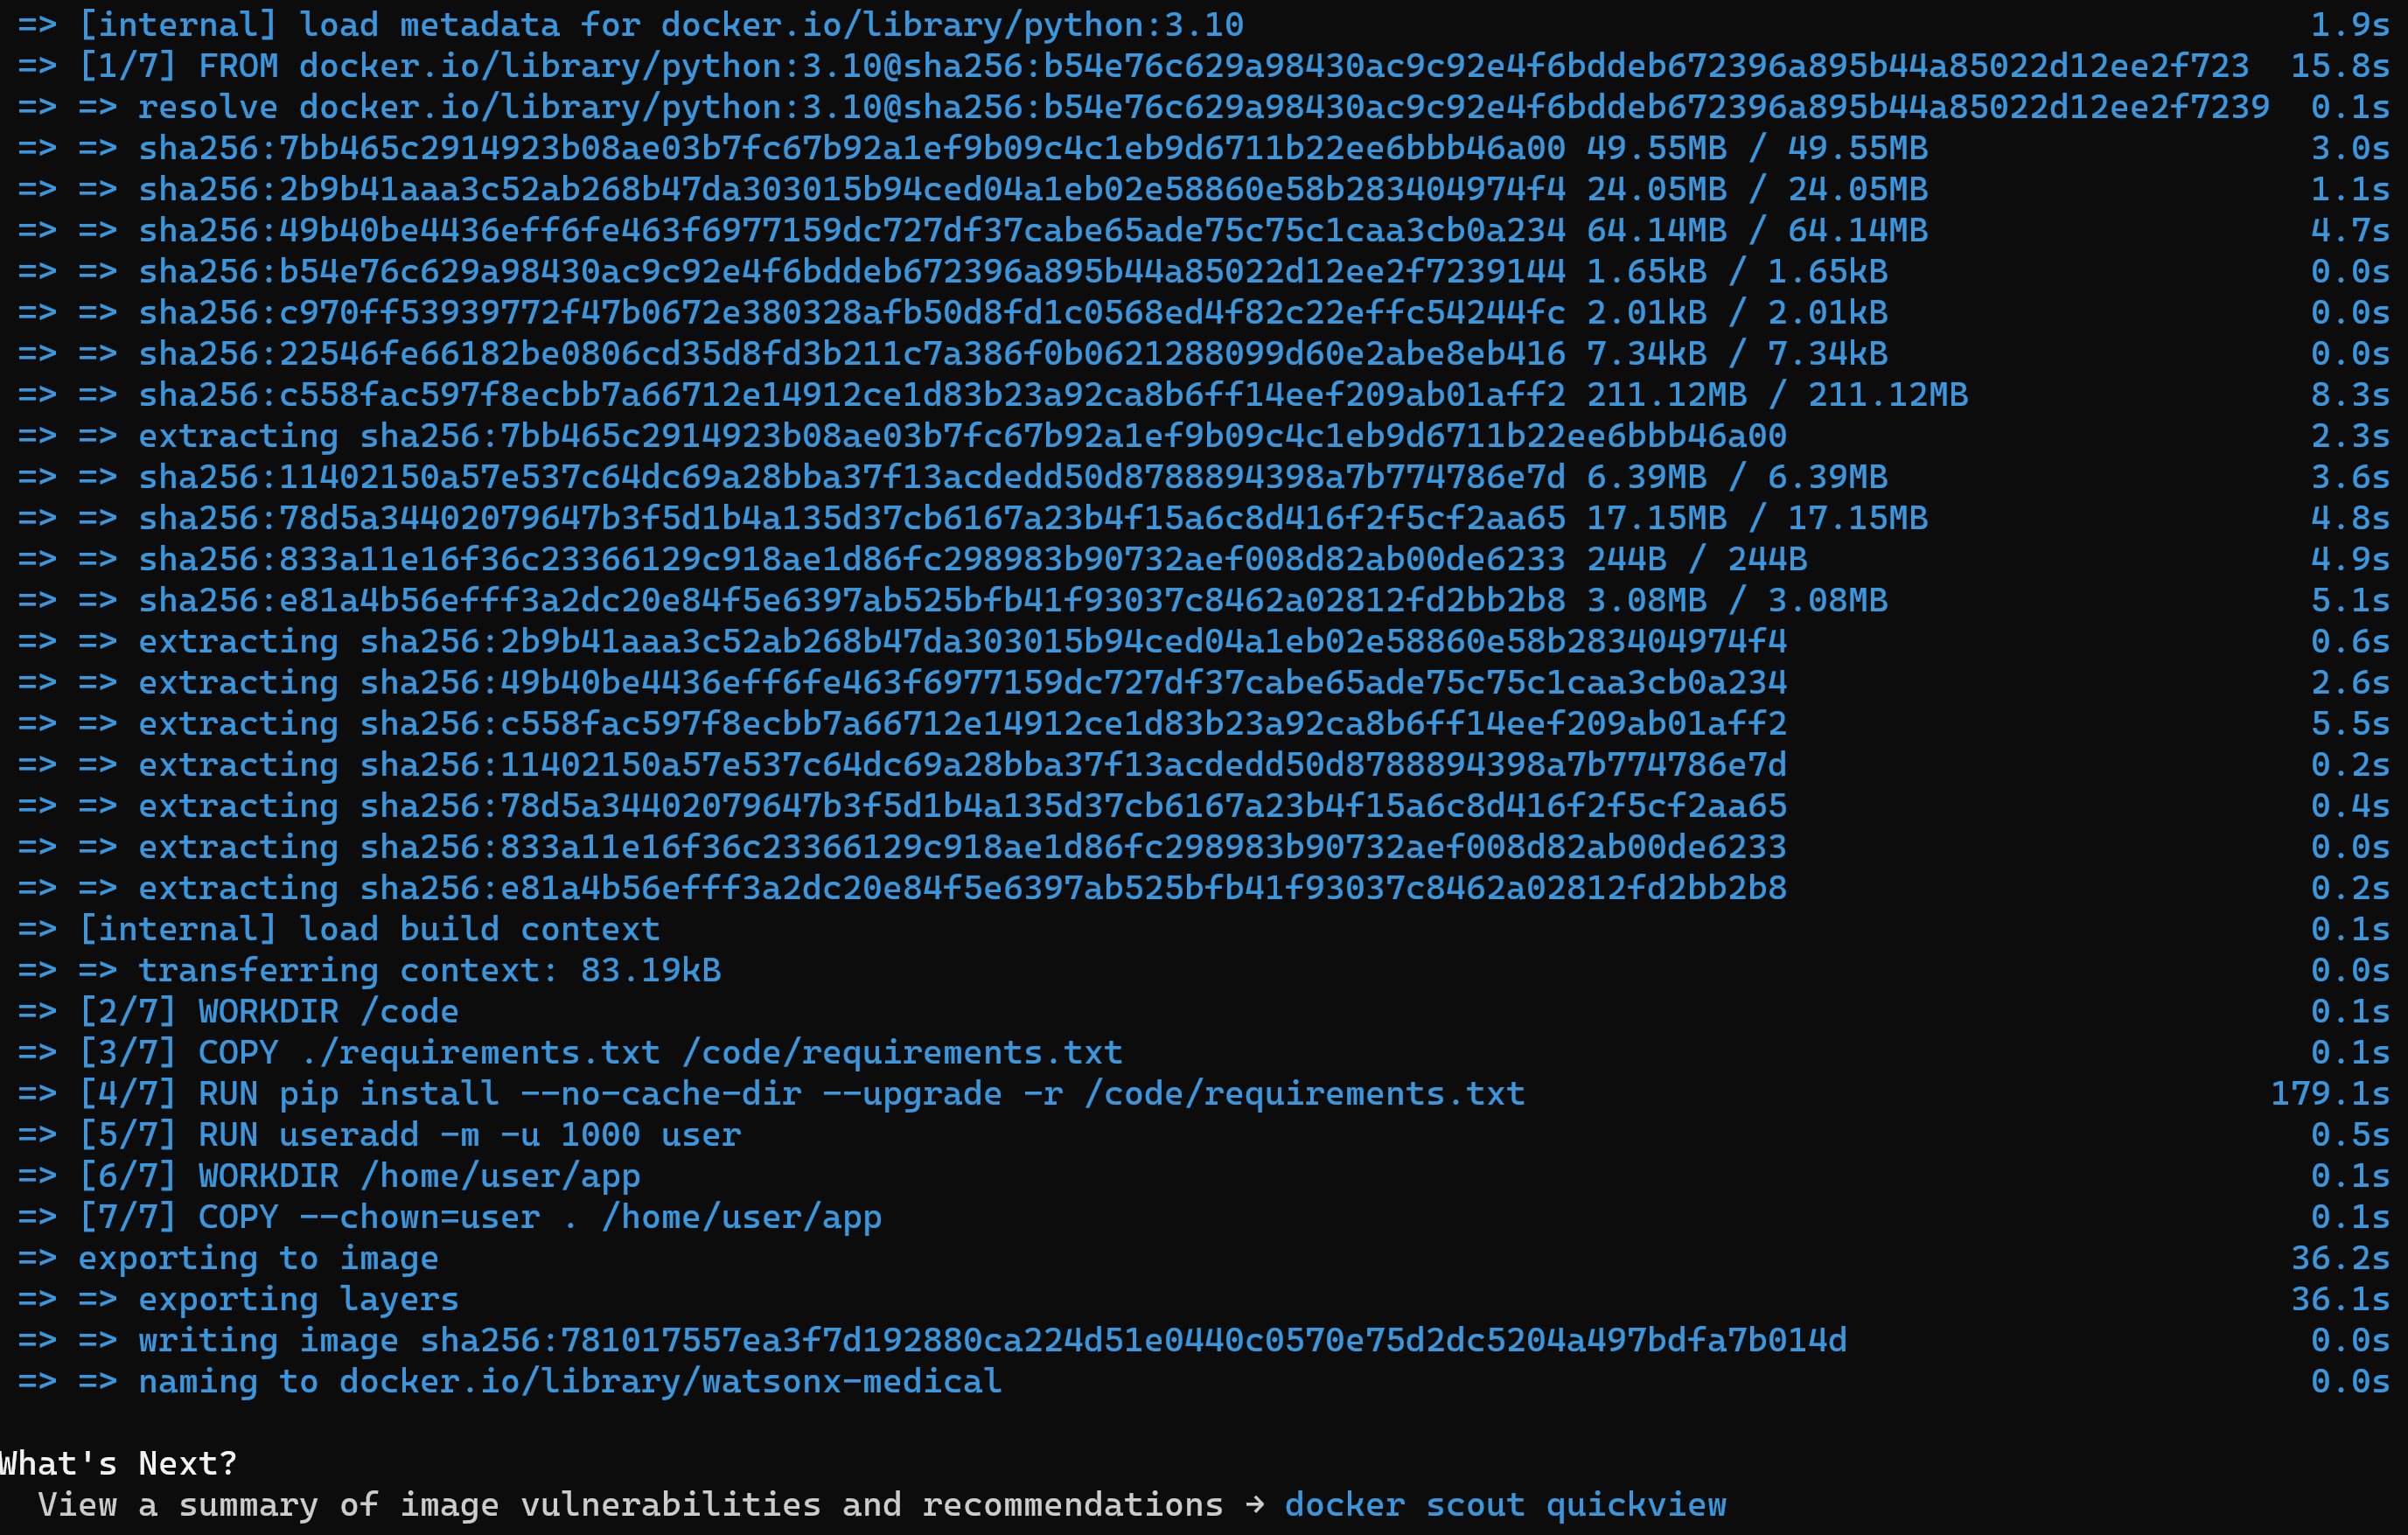 => [internal] load metadata for docker.io/library/python:3.10 1.9s
=> [1/7] FROM docker.io/library/python:3.10@sha256:b54e76c629a98430ac9c92e4f6bddeb672396a895b44a85022d12ee2f723 15.8s
=> => resolve docker.io/library/python:3.10@sha256:b54e76c629a98430ac9c92e4f6bddeb672396a895b44a85022d12ee2f7239 0.1s
=> => sha256:7bb465c2914923b08ae03b7fc67b92a1ef9b09c4c1eb9d6711b22ee6bbb46a00 49.55MB / 49.55MB 3.0s
=> => sha256:2b9b41aaa3c52ab268b47da303015b94ced04a1eb02e58860e58b283404974f4 24.05MB / 24.05MB 1.1s
=> => sha256:49b40be4436eff6fe463f6977159dc727df37cabe65ade75c75c1caa3cb0a234 64.14MB / 64.14MB 4.7s
=> => sha256:b54e76c629a98430ac9c92e4f6bddeb672396a895b44a85022d12ee2f7239144 1.65kB / 1.65kB 0.0s
=> => sha256:c970ff53939772f47b0672e380328afb50d8fd1c0568ed4f82c22effc54244fc 2.01kB / 2.01kB 0.0s
=> => sha256:22546fe66182be0806cd35d8fd3b211c7a386f0b0621288099d60e2abe8eb416 7.34kB / 7.34kB 0.0s
=> => sha256:c558fac597f8ecbb7a66712e14912ce1d83b23a92ca8b6ff14eef209ab01aff2 211.12MB / 211.12MB 8.3s
=> => extracting sha256:7bb465c2914923b08ae03b7fc67b92a1ef9b09c4c1eb9d6711b22ee6bbb46a00 2.3s
=> => sha256:11402150a57e537c64dc69a28bba37f13acdedd50d8788894398a7b774786e7d 6.39MB / 6.39MB 3.6s
=> => sha256:78d5a34402079647b3f5d1b4a135d37cb6167a23b4f15a6c8d416f2f5cf2aa65 17.15MB / 17.15MB 4.8s
=> => sha256:833a11e16f36c23366129c918ae1d86fc298983b90732aef008d82ab00de6233 244B / 244B 4.9s
=> => sha256:e81a4b56efff3a2dc20e84f5e6397ab525bfb41f93037c8462a02812fd2bb2b8 3.08MB / 3.08MB 5.1s
=> => extracting sha256:2b9b41aaa3c52ab268b47da303015b94ced04a1eb02e58860e58b283404974f4 0.6s
=> => extracting sha256:49b40be4436eff6fe463f6977159dc727df37cabe65ade75c75c1caa3cb0a234 2.6s
=> => extracting sha256:c558fac597f8ecbb7a66712e14912ce1d83b23a92ca8b6ff14eef209ab01aff2 5.5s
=> => extracting sha256:11402150a57e537c64dc69a28bba37f13acdedd50d8788894398a7b774786e7d 0.2s
=> => extracting sha256:78d5a34402079647b3f5d1b4a135d37cb6167a23b4f15a6c8d416f2f5cf2aa65 0.4s
=> => extracting sha256:833a11e16f36c23366129c918ae1d86fc298983b90732aef008d82ab00de6233 0.0s
=> => extracting sha256:e81a4b56efff3a2dc20e84f5e6397ab525bfb41f93037c8462a02812fd2bb2b8 0.2s
=> [internal] load build context 0.1s
=> => transferring context: 83.19kB 0.0s
=> [2/7] WORKDIR /code 0.1s
=> [3/7] COPY ./requirements.txt /code/requirements.txt 0.1s
=> [4/7] RUN pip install --no-cache-dir --upgrade -r /code/requirements.txt 179.1s
=> [5/7] RUN useradd -m -u 1000 user 0.5s
=> [6/7] WORKDIR /home/user/app 0.1s
=> [7/7] COPY --chown=user . /home/user/app 0.1s
=> exporting to image 36.2s
=> => exporting layers 36.1s
=> => writing image sha256:781017557ea3f7d192880ca224d51e0440c0570e75d2dc5204a497bdfa7b014d 0.0s
=> => naming to docker.io/library/watsonx-medical 0.0s
What's Next?
View a summary of image vulnerabilities and recommendations → docker scout quickview